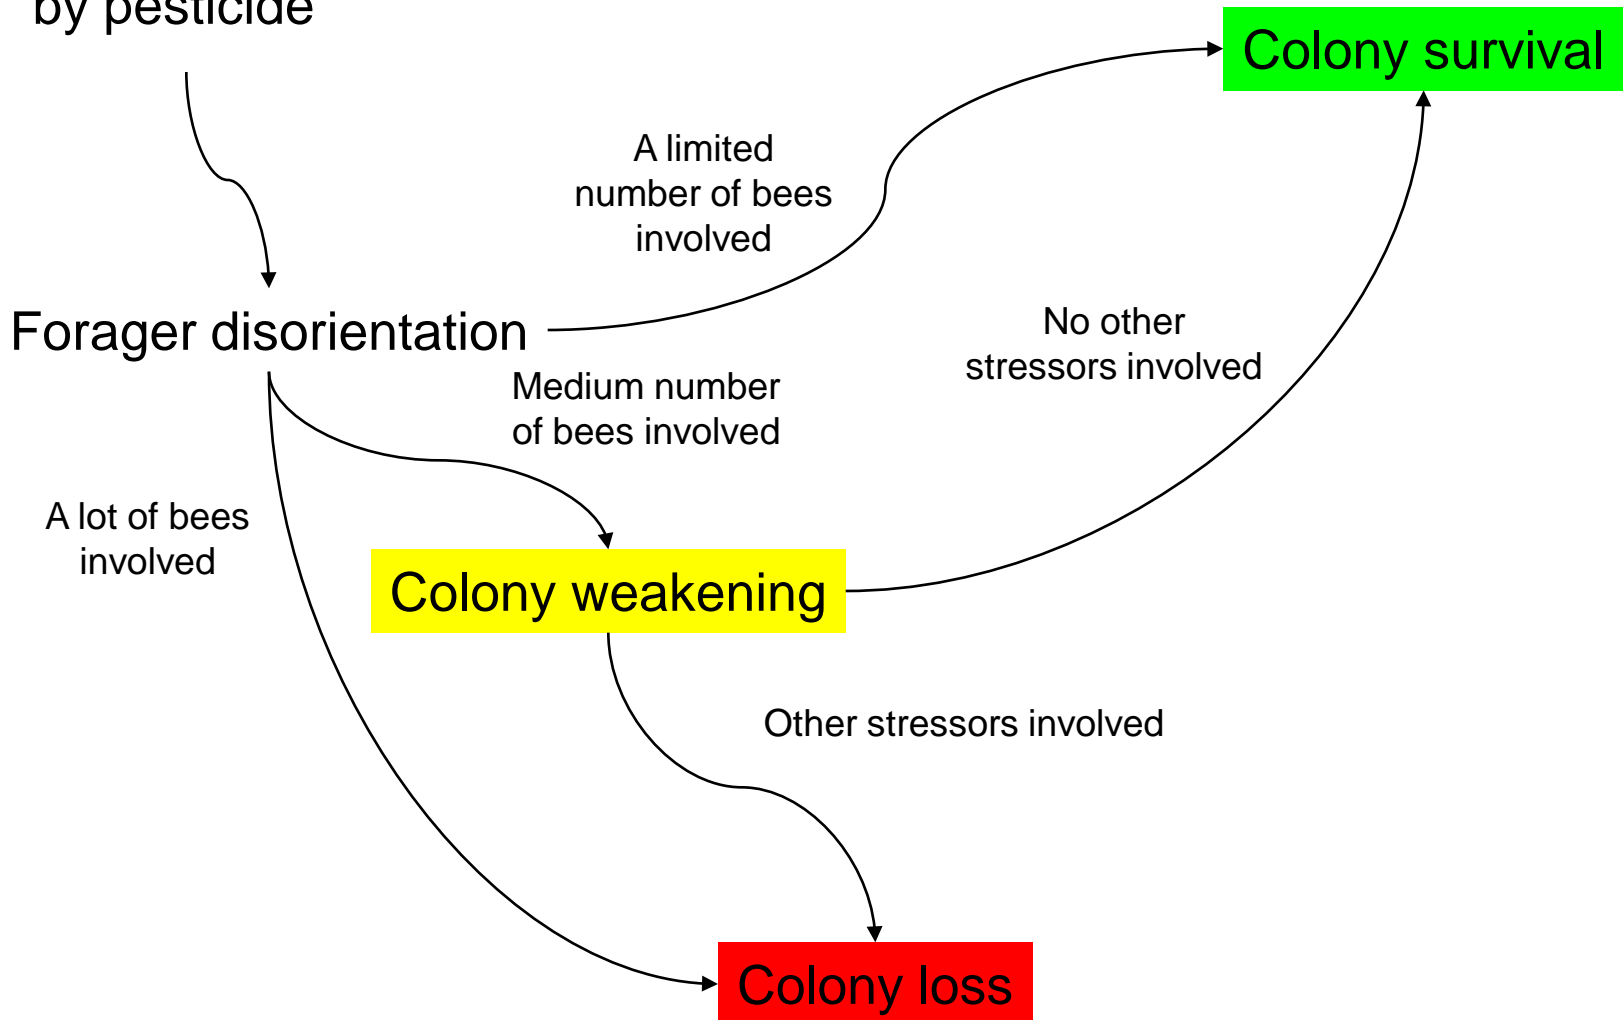 by pesticide
Colony survival
A limited
number of bees
involved
Forager disorientation
No other
stressors involved
Medium number
of bees involved
A lot of bees
involved
Colony weakening
Other stressors involved
Colony loss